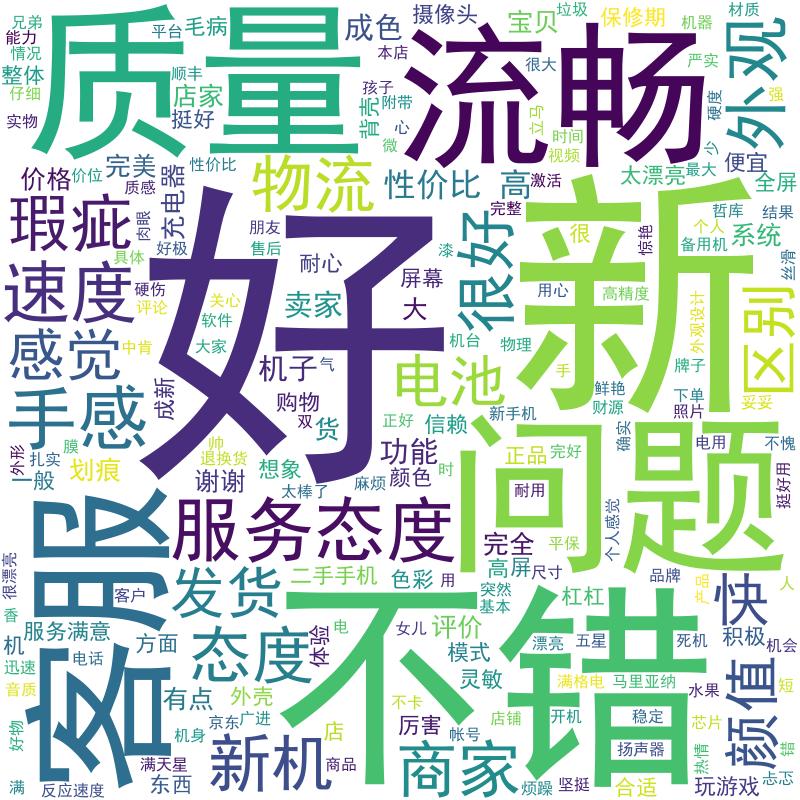 兄弟
能力
情况
整体
仔细
实物
平台
毛病
顺丰
店家
挺好
质量
成色
摄像头
本店
孩子
背壳
附带
心
微
流畅
宝贝
垃圾
很大
立马
时间
视频
保修期
机器
严实
硬度
少
材质
外观
强
价格
价位
完美
质感
性价比
充电器
肉眼
好极
物流
性价比
高
激活
完整
太漂亮
最大
便宜
全屏
瑕疵
具体
朋友
售后
耐心
漆
很好
惊艳
很
个人
备用机
哲库
系统
结果
丝滑
速度
硬伤
评论
关心
软件
卖家
屏幕
大
好
新
用心
高精度
外观设计
区别
感觉
中肯
大家
机子
气
机台
物理
电池
手
牌子
成新
购物
双
货
正好
信赖
新手机
鲜艳
财源
下单
照片
妥妥
手感
外形
膜
扎实
一般
划痕
帅
退换货
谢谢
想象
太棒了
麻烦
功能
颜色
时
正品
完好
耐用
问题
确实
电用
不愧
挺好用
个人感觉
客服
服务态度
完全
平保
很漂亮
香
客户
发货
二手手机
色彩
用
高屏
尺寸
突然
基本
不错
杠杠
品牌
产品
快
人
机
服务满意
方面
态度
体验
电
女儿
评价
模式
漂亮
五星
死机
积极
机会
迅速
电话
音质
有点
外壳
灵敏
满格电
马里亚纳
水果
颜值
短
好物
机身
京东
广进
店
不卡
厉害
帐号
店铺
开机
稳定
芯片
热情
错
忐忑
满
反应速度
满天星
东西
新机
商品
商家
烦躁
坚挺
扬声器
合适
玩游戏